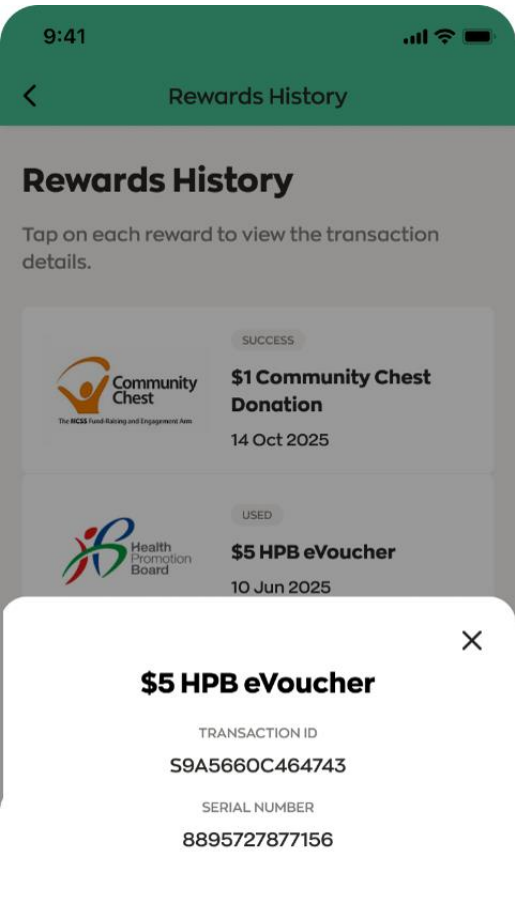 9:41
Rewards History
Rewards History
Tap on each reward to view the transaction
details.
SUCCESS
Community
Chest
The NCSS Fund-Raising and Engagement Arm
$1 Community Chest
Donation
14 Oct 2025
USED
Health
Promotion
Board
$5 HPB eVoucher
10 Jun 2025
$5 HPB eVoucher
TRANSACTION ID
S9A5660C464743
SERIAL NUMBER
8895727877156